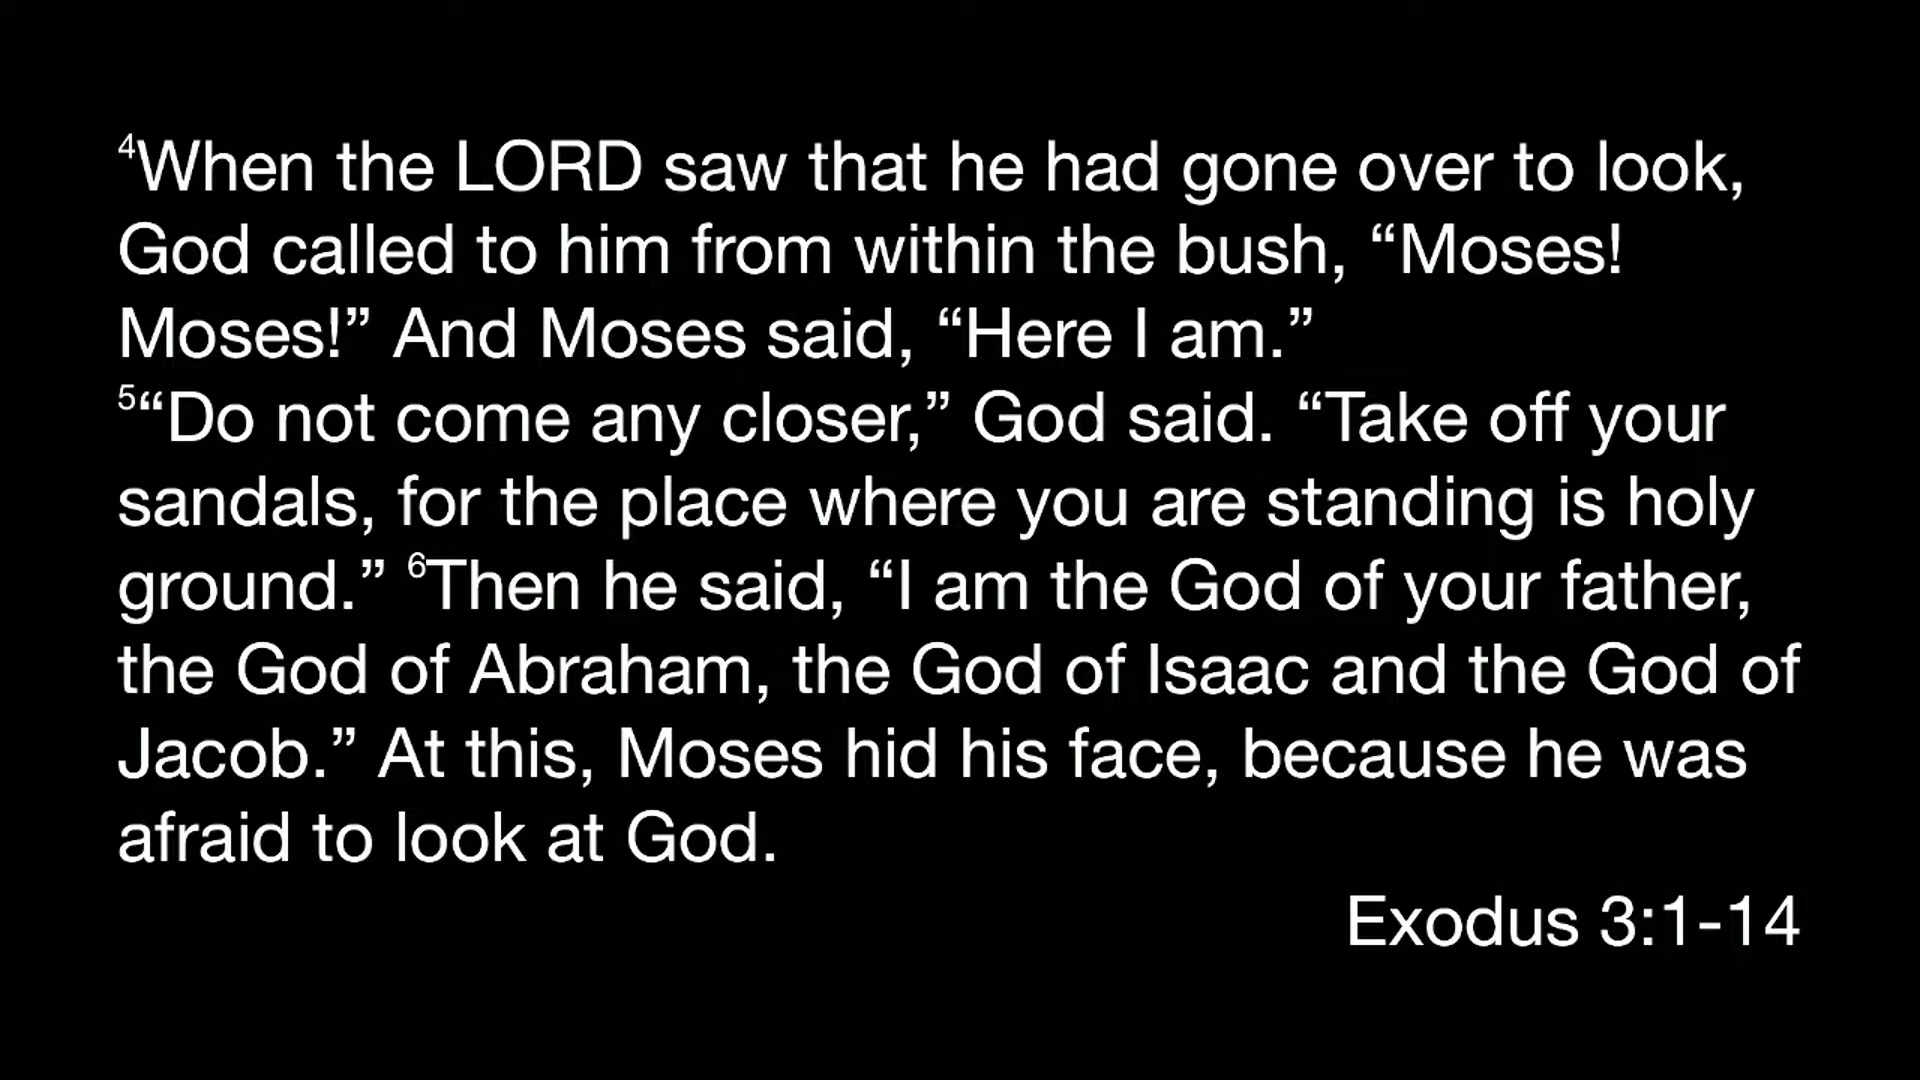 ⁴When the LORD saw that he had gone over to look,
God called to him from within the bush, “Moses!
Moses!” And Moses said, “Here I am.”
⁵“Do not come any closer,” God said. “Take off your
sandals, for the place where you are standing is holy
ground.” ⁶Then he said, “I am the God of your father,
the God of Abraham, the God of Isaac and the God of
Jacob.” At this, Moses hid his face, because he was
afraid to look at God.
Exodus 3:1-14